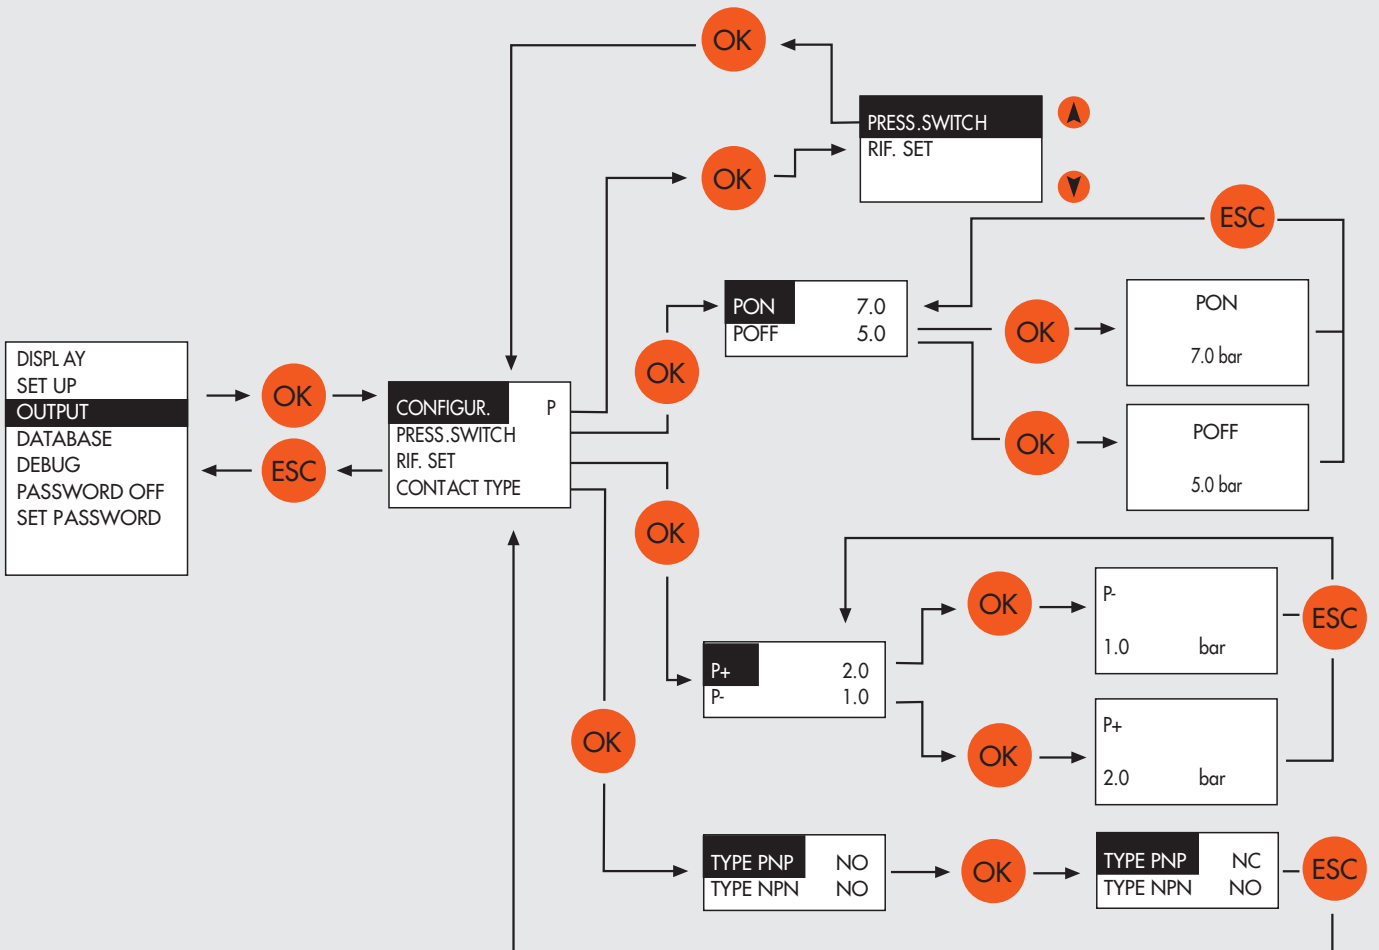 OK
PRESS.SWITCH
RIF. SET
OK
ESC
PON 7.0
POFF 5.0
OK
PON
7.0 bar
OK
POFF
5.0 bar
DISPLAY
SET UP
OUTPUT
DATABASE
DEBUG
PASSWORD OFF
SET PASSWORD
OK
ESC
CONFIGUR. P
PRESS.SWITCH
RIF. SET
CONTACT TYPE
OK
OK
P+ 2.0
P- 1.0
OK
P-
1.0 bar
ESC
OK
P+
2.0 bar
OK
TYPE PNP NO
TYPE NPN NO
OK
TYPE PNP NC
TYPE NPN NO
ESC